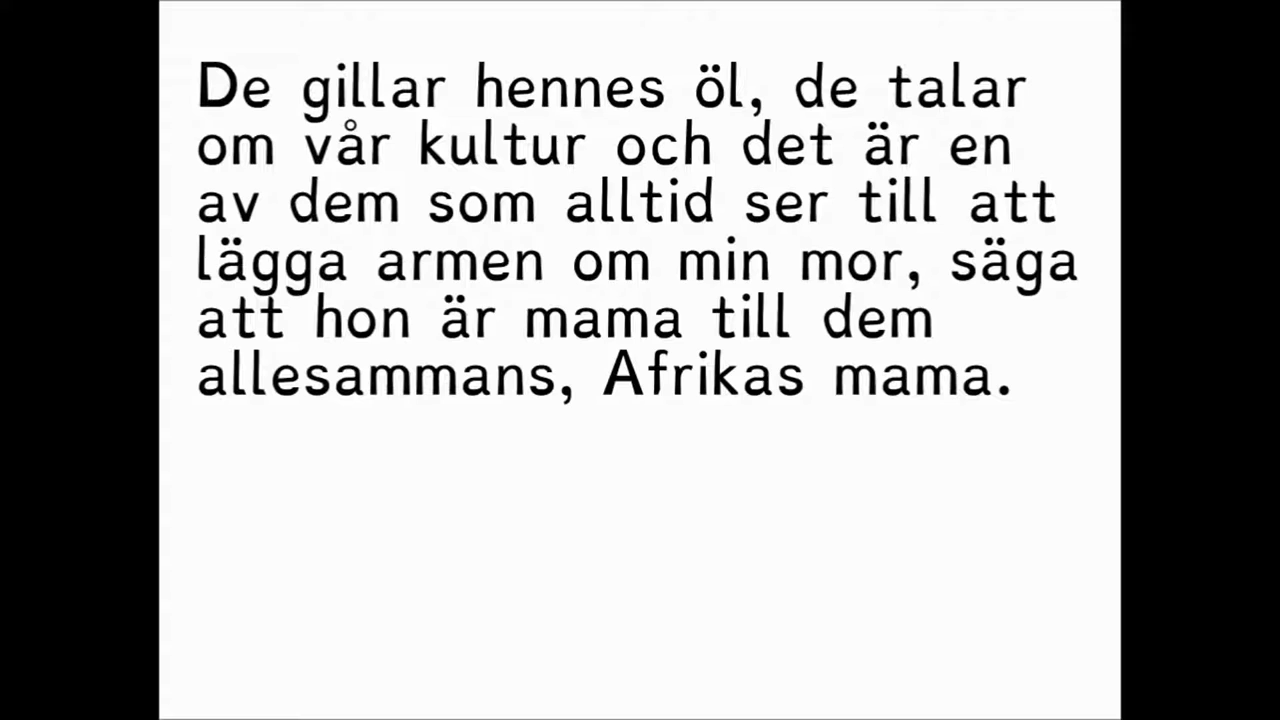 De gillar hennes öl, de talar
om vår kultur och det är en
av dem som alltid ser till att
lägga armen om min mor, säga
att hon är mama till dem
allesammans, Afrikas mama.